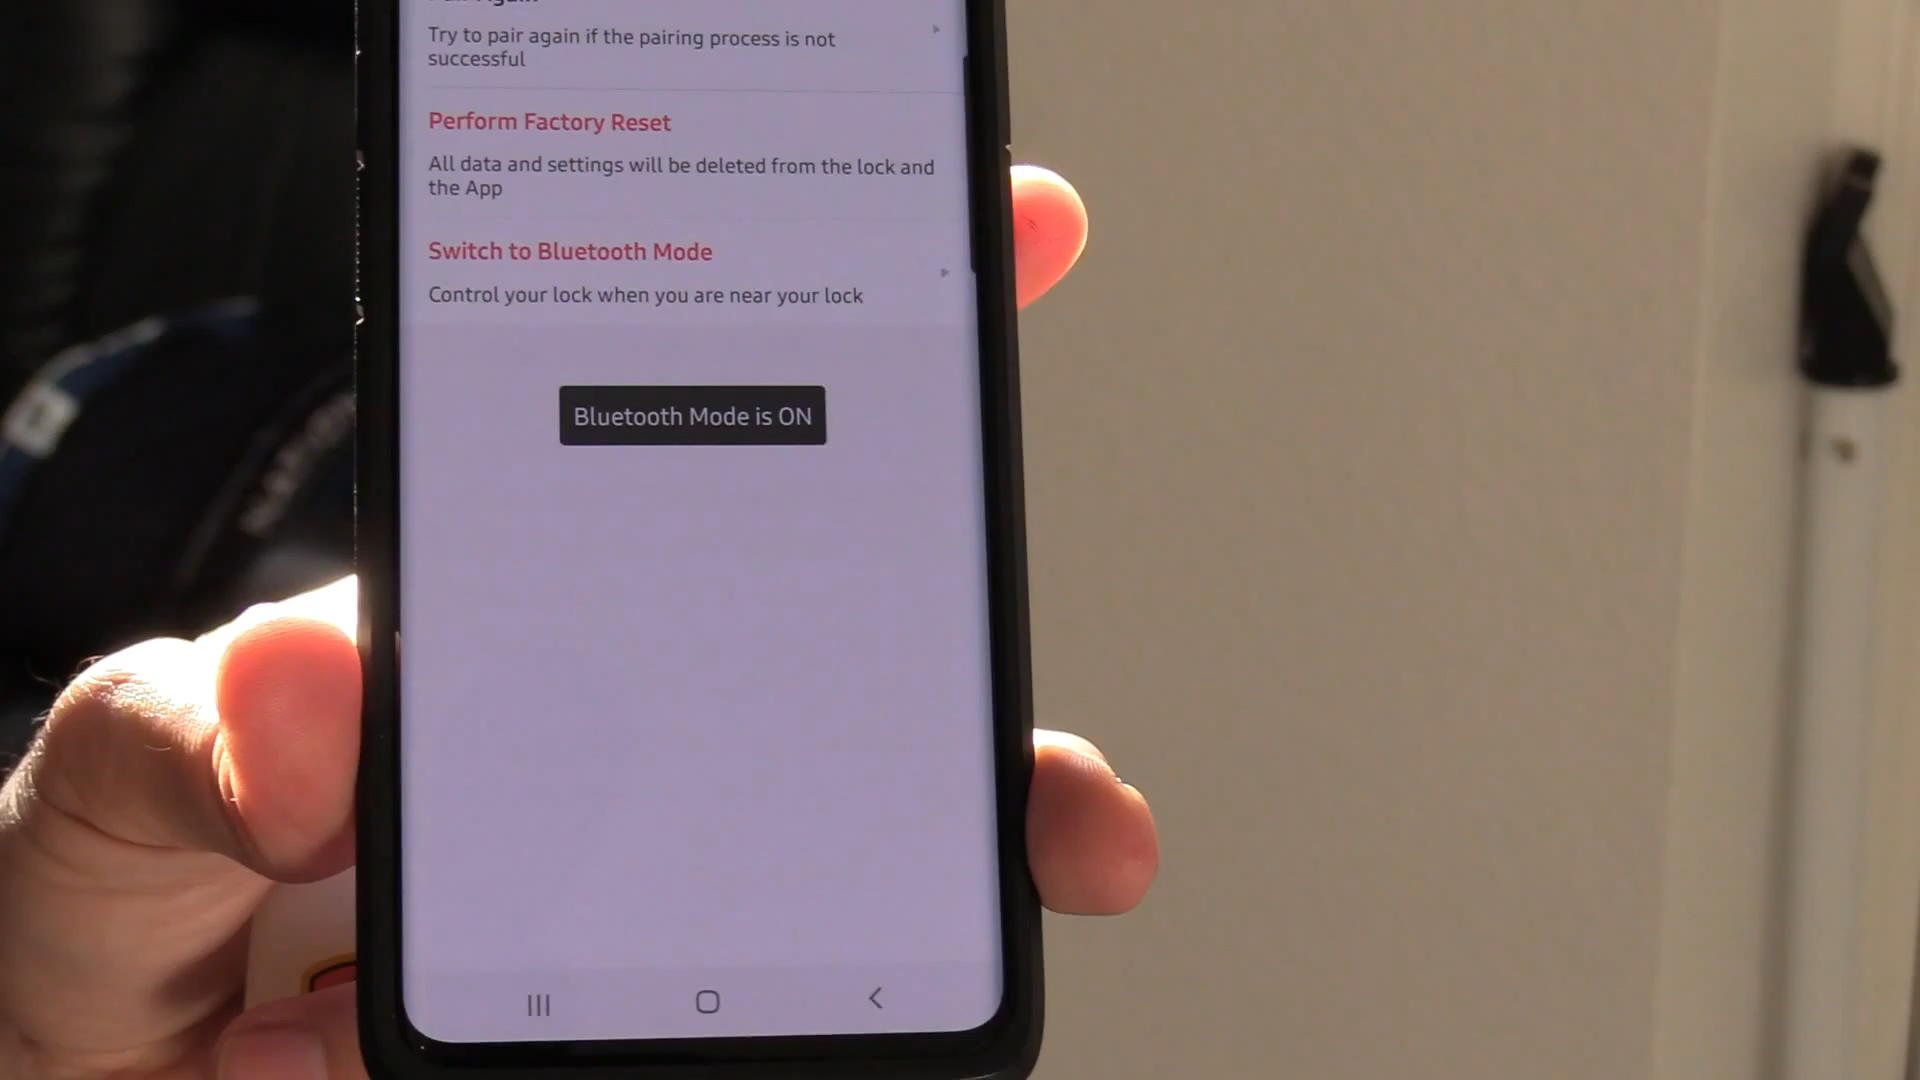 Pair Again
Try to pair again if the pairing process is not
successful
Perform Factory Reset
All data and settings will be deleted from the lock and
the App
Switch to Bluetooth Mode
Control your lock when you are near your lock
Bluetooth Mode is ON